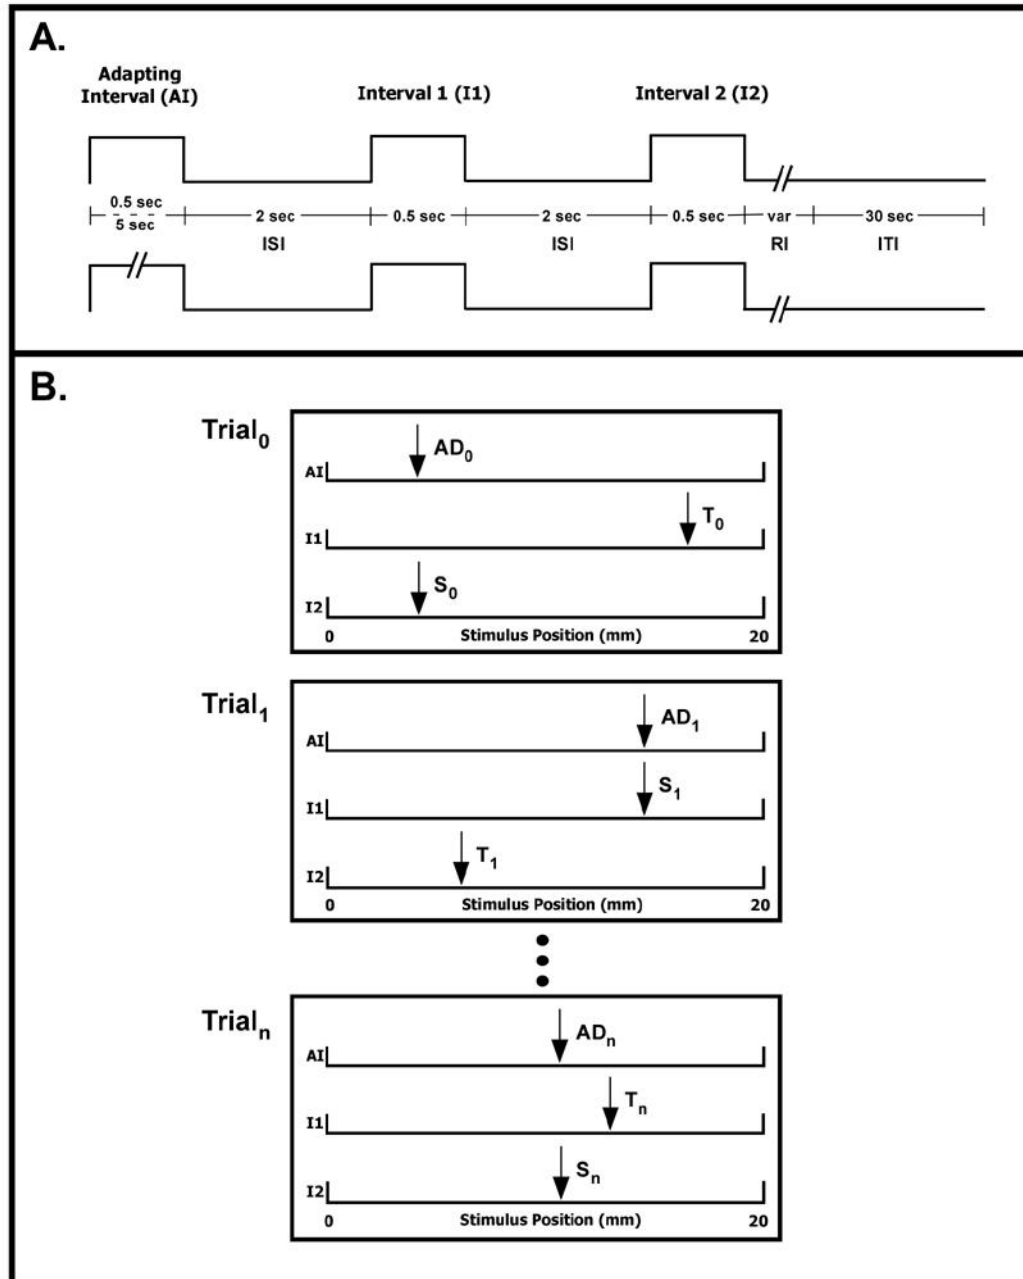 A.
Adapting
Interval (AI)
Interval 1 (I1)
Interval 2 (I2)
0.5 sec
5 sec
2 sec
0.5 sec
2 sec
0.5 sec
var
30 sec
ISI
ISI
RI
ITI
B.
Trial0
AI
AD0
I1
T0
I2
S0
0
Stimulus Position (mm)
20
Trial1
AI
AD1
I1
S1
I2
T1
0
Stimulus Position (mm)
20
Trialn
AI
ADn
I1
Tn
I2
Sn
0
Stimulus Position (mm)
20